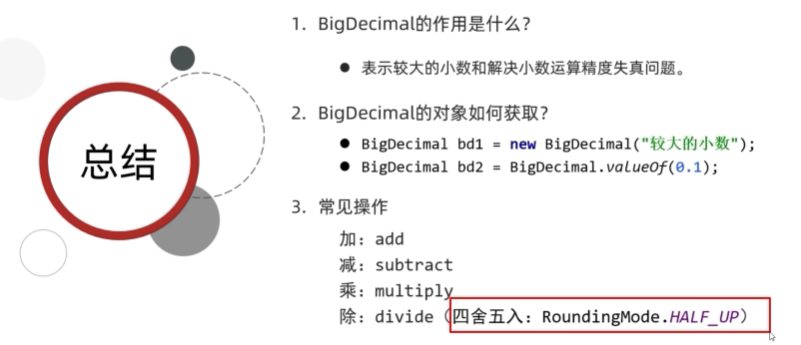 总结
1. BigDecimal的作用是什么？
● 表示较大的小数和解决小数运算精度失真问题。
2. BigDecimal的对象如何获取？
● BigDecimal bd1 = new BigDecimal("较大的小数");
● BigDecimal bd2 = BigDecimal.valueOf(0.1);
3. 常见操作
加：add
减：subtract
乘：multiply
除：divide（四舍五入：RoundingMode.HALF_UP）